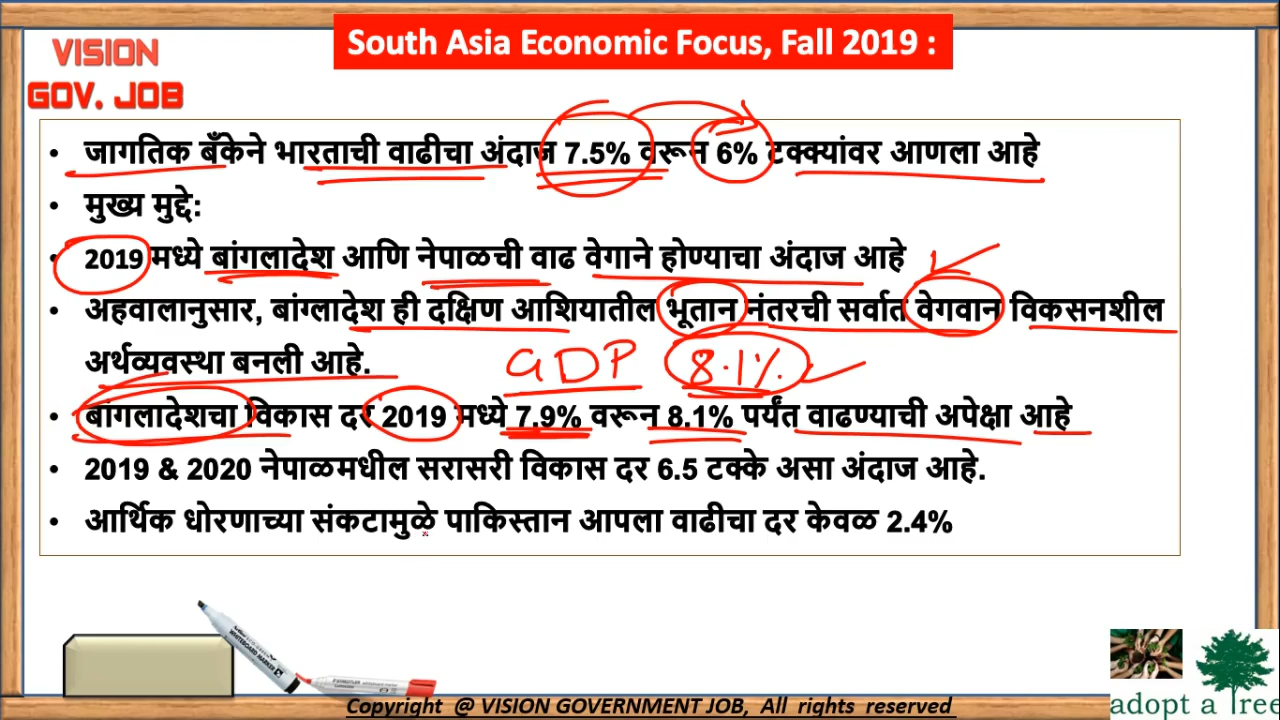 South Asia Economic Focus, Fall 2019 :
VISION
GOV. JOB
• जागतिक बँकेने भारताची वाढीचा अंदाज 7.5% वरून 6% टक्क्यांवर आणला आहे
• मुख्य मुद्दे:
• 2019 मध्ये बांगलादेश आणि नेपाळची वाढ वेगाने होण्याचा अंदाज आहे
• अहवालानुसार, बांग्लादेश ही दक्षिण आशियातील भूतान नंतरची सर्वात वेगवान विकसनशील
अर्थव्यवस्था बनली आहे.
GDP 8.1%
• बांगलादेशचा विकास दर 2019 मध्ये 7.9% वरून 8.1% पर्यंत वाढण्याची अपेक्षा आहे
• 2019 & 2020 नेपाळमधील सरासरी विकास दर 6.5 टक्के असा अंदाज आहे.
• आर्थिक धोरणाच्या संकटामुळे पाकिस्तान आपला वाढीचा दर केवळ 2.4%
WHITEBOARD MARKER
adopt a Tree
Copyright @ VISION GOVERNMENT JOB, All rights reserved